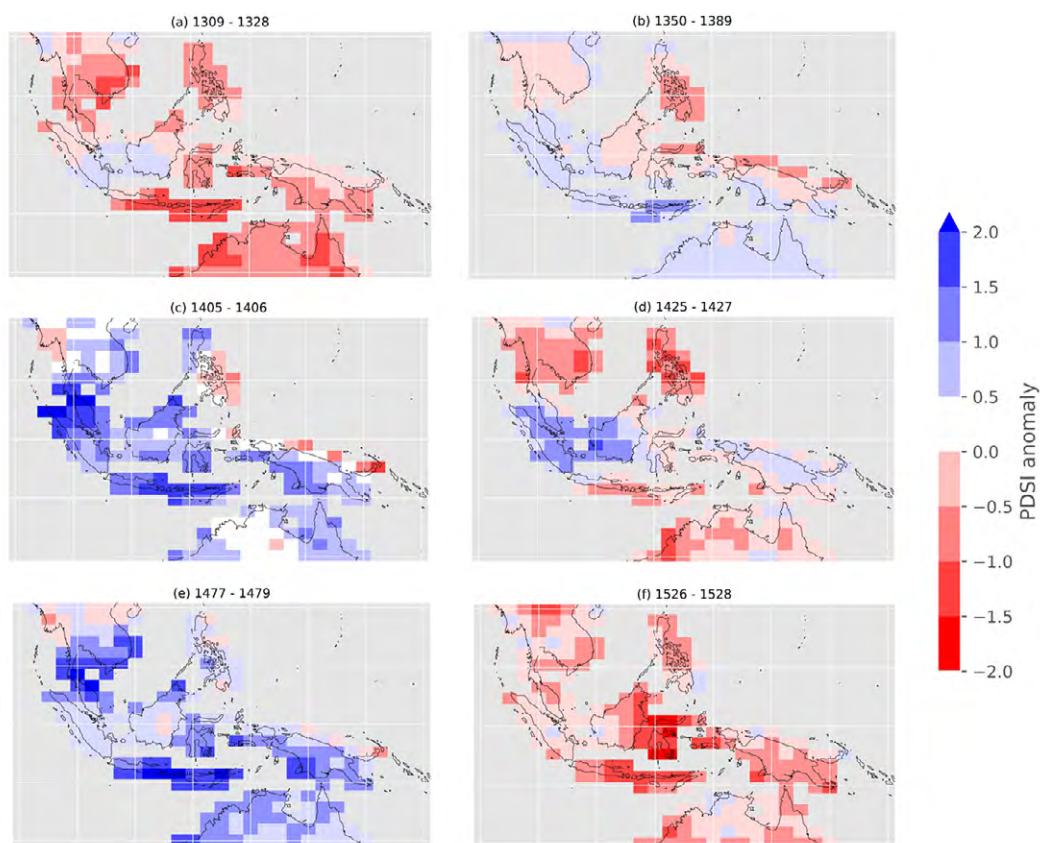 (a) 1309 - 1328
(b) 1350 - 1389
(c) 1405 - 1406
(d) 1425 - 1427
(e) 1477 - 1479
(f) 1526 - 1528
2.0
1.5
1.0
0.5
0.0
−0.5
−1.0
−1.5
−2.0
PDSI anomaly